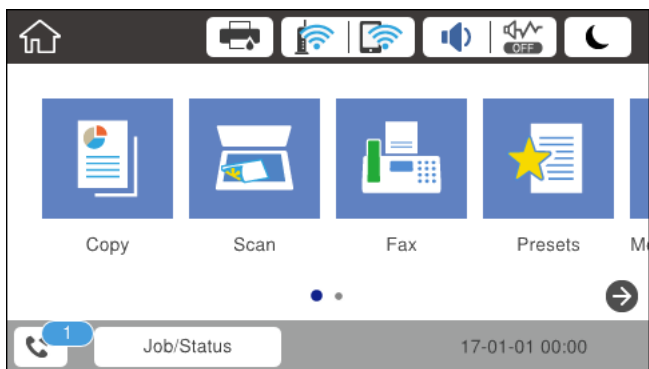 OFF
Copy
Scan
Fax
Presets
1
Job/Status
17-01-01 00:00